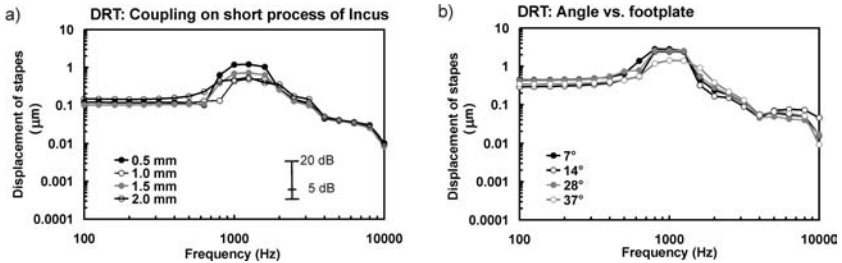 a)
DRT: Coupling on short process of Incus
Displacement of stapes
(μm)
10
1
0.1
0.01
0.001
0.0001
0.5 mm
1.0 mm
1.5 mm
2.0 mm
20 dB
5 dB
100
1000
10000
Frequency (Hz)
b)
DRT: Angle vs. footplate
Displacement of stapes
(μm)
10
1
0.1
0.01
0.001
0.0001
7°
14°
28°
37°
100
1000
10000
Frequency (Hz)